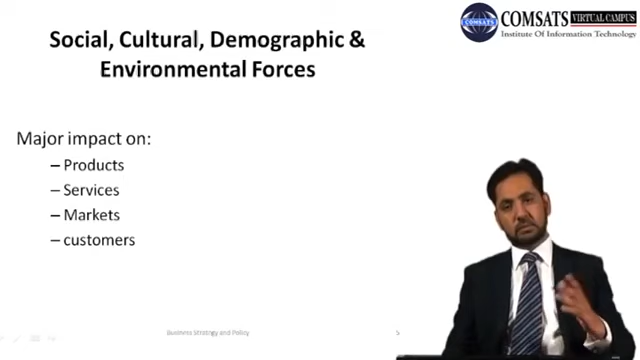 COMSATS VIRTUAL CAMPUS
Institute Of Information Technology
Social, Cultural, Demographic &
Environmental Forces
Major impact on:
– Products
– Services
– Markets
– customers
Business Strategy and Policy
5